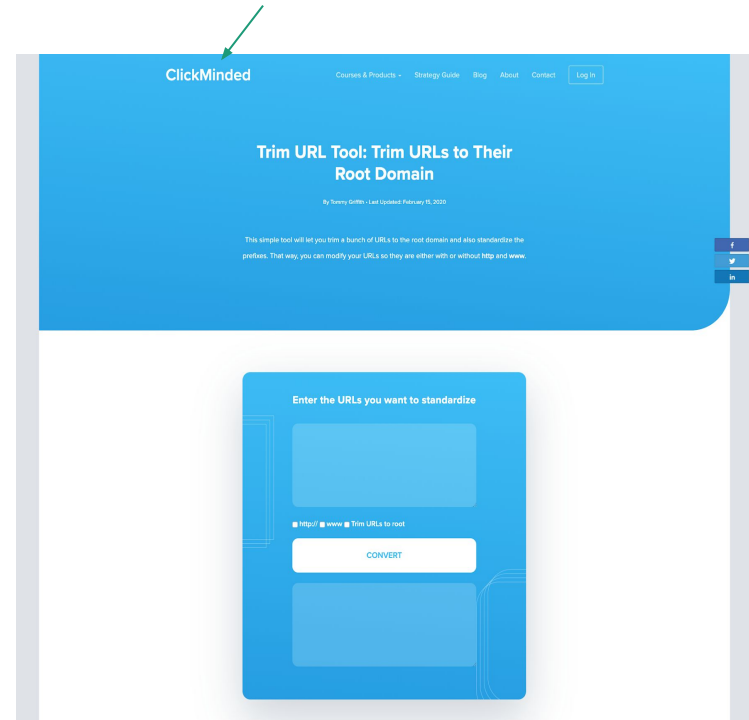 ClickMinded
Courses & Products Strategy Guide Blog About Contact Log In
Trim URL Tool: Trim URLs to Their
Root Domain
By Tommy Griffith • Last Updated: February 15, 2020
This simple tool will let you trim a bunch of URLs to the root domain and also standardize the
prefixes. That way, you can modify your URLs so they are either with or without http and www.
f
in
Enter the URLs you want to standardize
http:// www Trim URLs to root
CONVERT